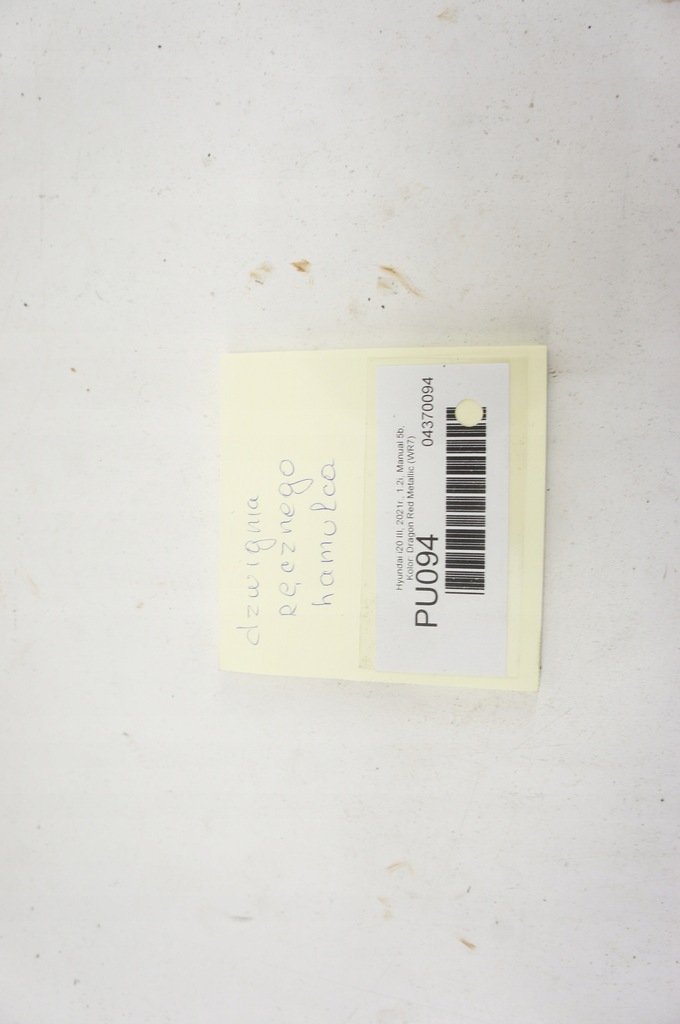 dzwignia
ręcznego
hamulca
Hyundai i20 III, 2021r., 1.2i, Manual 5b,
Kolor: Dragon Red Metallic (WR7)
PU094 04370094